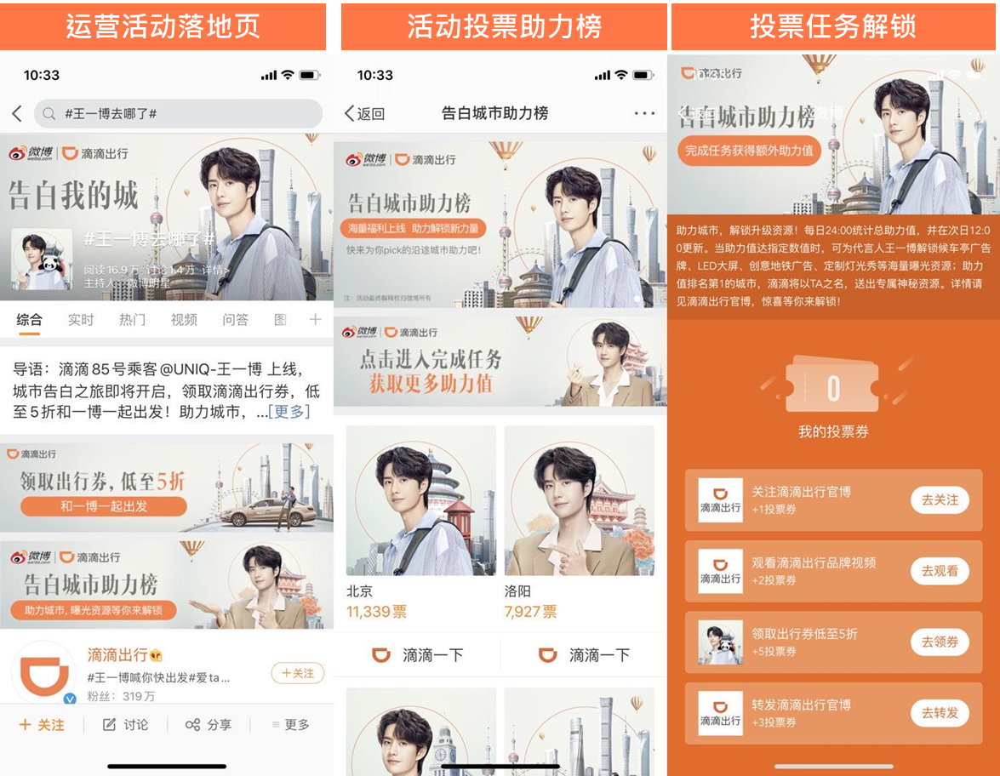 运营活动落地页
10:33
#王一博去哪了#
微博
weibo.com
滴滴出行
告白我的城
#王一博去哪了#
阅读16.9万 讨论1.4万 详情>
主持人：微博明星
综合 实时 热门 视频 问答 图
导语：滴滴85号乘客@UNIQ-王一博 上线，
城市告白之旅即将开启，领取滴滴出行券，低
至5折和一博一起出发！助力城市，...[更多]
滴滴出行
领取出行券，低至5折
和一博一起出发
微博
weibo.com
滴滴出行
告白城市助力榜
助力城市，曝光资源等你来解锁
滴滴出行
#王一博喊你快出发#爱ta...
粉丝：319万
+关注
+ 关注
讨论
分享
更多
活动投票助力榜
10:33
返回
告白城市助力榜
微博
weibo.com
滴滴出行
告白城市助力榜
海量福利上线 助力解锁新力量
快来为你pick的沿途城市助力吧！
注：活动最终解释权归微博所有
微博
weibo.com
滴滴出行
点击进入完成任务
获取更多助力值
北京
11,339票
洛阳
7,927票
滴滴一下
滴滴一下
投票任务解锁
滴滴出行
告白城市助力榜
完成任务获得额外助力值
助力城市，解锁升级资源！每日24:00统计总助力值，并在次日12:0
0更新。当助力值达指定数值时，可为代言人王一博解锁候车亭广告
牌、LED大屏、创意地铁广告、定制灯光秀等海量曝光资源；助力
值排名第1的城市，滴滴将以TA之名，送出专属神秘资源。详情请
见滴滴出行官博，惊喜等你来解锁！
0
我的投票券
滴滴出行
关注滴滴出行官博
+1投票券
去关注
滴滴出行
观看滴滴出行品牌视频
+2投票券
去观看
领取出行券低至5折
+5投票券
去领券
滴滴出行
转发滴滴出行官博
+3投票券
去转发